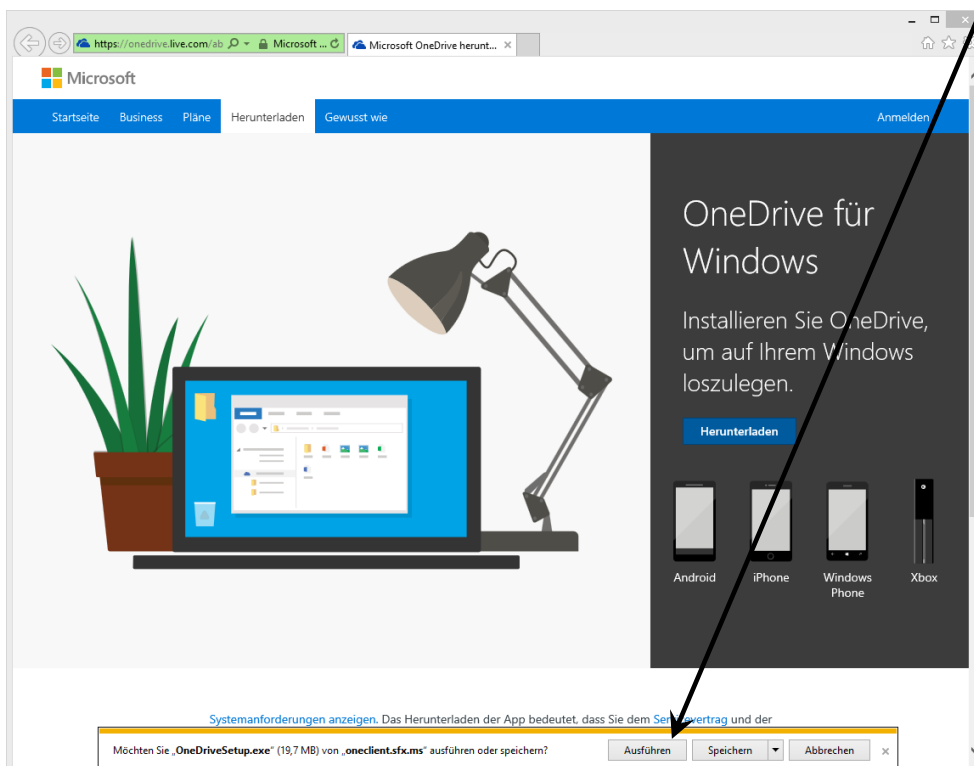 https://onedrive.live.com/ab
Microsoft ...
Microsoft OneDrive herunt...
Microsoft
Startseite Business Pläne Herunterladen Gewusst wie Anmelden
OneDrive für
Windows
Installieren Sie OneDrive,
um auf Ihrem Windows
loszulegen.
Herunterladen
Android iPhone Windows Phone Xbox
Systemanforderungen anzeigen. Das Herunterladen der App bedeutet, dass Sie dem Servicevertrag und der
Möchten Sie „OneDriveSetup.exe“ (19,7 MB) von „oneclient.sfx.ms“ ausführen oder speichern?
Ausführen Speichern Abbrechen